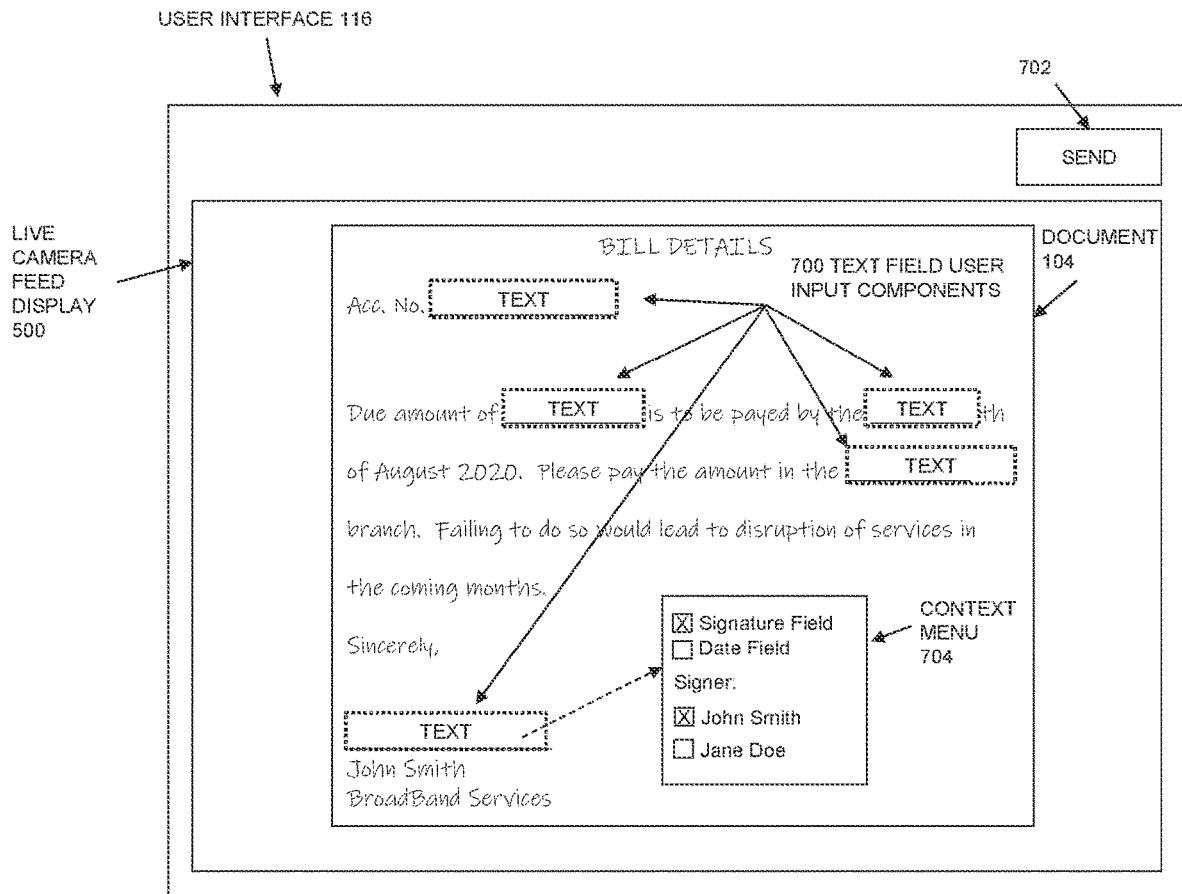 USER INTERFACE 116
702
SEND
LIVE
CAMERA
FEED
DISPLAY
500
DOCUMENT
104
BILL DETAILS
700 TEXT FIELD USER
INPUT COMPONENTS
Acc. No. TEXT
Due amount of TEXT is to be payed by the TEXT th
of August 2020. Please pay the amount in the TEXT
branch. Failing to do so would lead to disruption of services in
the coming months.
Sincerely,
CONTEXT
MENU
704
X Signature Field
Date Field
Signer:
X John Smith
Jane Doe
TEXT
John Smith
BroadBand Services